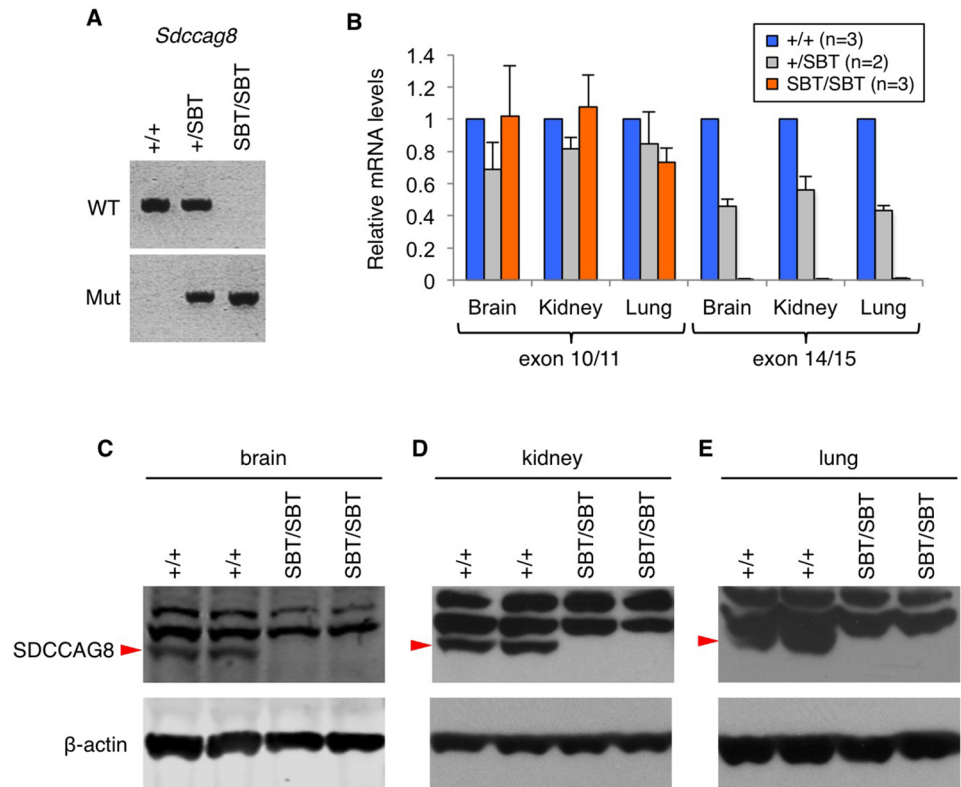 A
Sdccag8
+/+
+/SBT
SBT/SBT
WT
Mut
B
+/+ (n=3)
+/SBT (n=2)
SBT/SBT (n=3)
Relative mRNA levels
1.4
1.2
1
0.8
0.6
0.4
0.2
0
Brain Kidney Lung Brain Kidney Lung
exon 10/11 exon 14/15
C
brain
+/+ +/+ SBT/SBT SBT/SBT
SDCCAG8
β-actin
D
kidney
+/+ +/+ SBT/SBT SBT/SBT
E
lung
+/+ +/+ SBT/SBT SBT/SBT